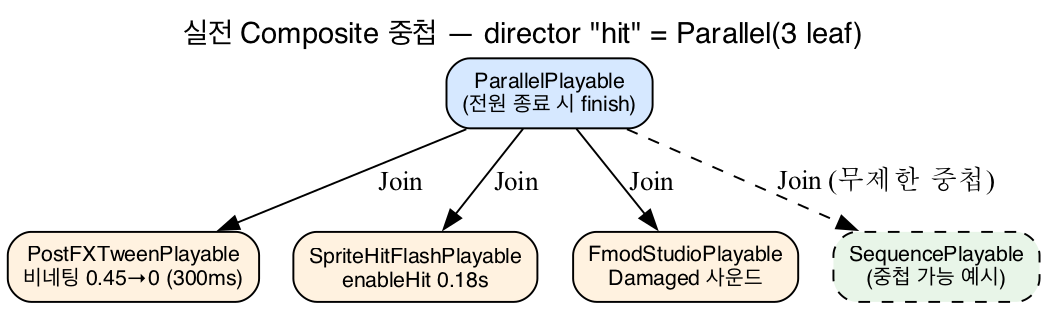 실전 Composite 중첩 — director "hit" = Parallel(3 leaf)
ParallelPlayable
(전원 종료 시 finish)
Join
Join
Join
Join (무제한 중첩)
PostFXTweenPlayable
비네팅 0.45→0 (300ms)
SpriteHitFlashPlayable
enableHit 0.18s
FmodStudioPlayable
Damaged 사운드
SequencePlayable
(중첩 가능 예시)